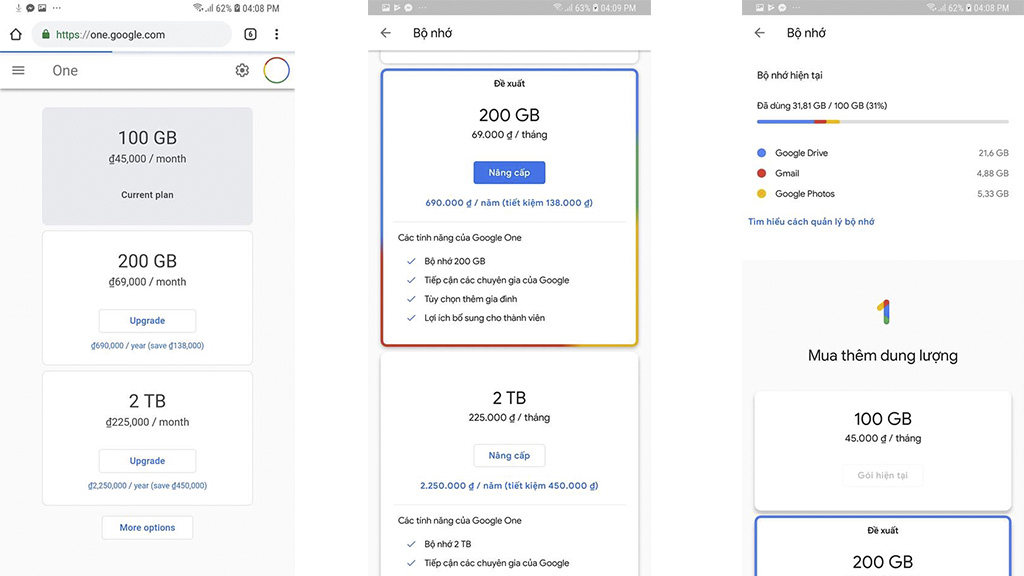 62% 04:08 PM
https://one.google.com
6
One
100 GB
₫45,000 / month
Current plan
200 GB
₫69,000 / month
Upgrade
₫690,000 / year (save ₫138,000)
2 TB
₫225,000 / month
Upgrade
₫2,250,000 / year (save ₫450,000)
More options
63% 04:09 PM
Bộ nhớ
Đề xuất
200 GB
69.000 ₫ / tháng
Nâng cấp
690.000 ₫ / năm (tiết kiệm 138.000 ₫)
Các tính năng của Google One
Bộ nhớ 200 GB
Tiếp cận các chuyên gia của Google
Tùy chọn thêm gia đình
Lợi ích bổ sung cho thành viên
2 TB
225.000 ₫ / tháng
Nâng cấp
2.250.000 ₫ / năm (tiết kiệm 450.000 ₫)
Các tính năng của Google One
Bộ nhớ 2 TB
Tiếp cận các chuyên gia của Google
62% 04:08 PM
Bộ nhớ
Bộ nhớ hiện tại
Đã dùng 31,81 GB / 100 GB (31%)
Google Drive 21,6 GB
Gmail 4,88 GB
Google Photos 5,33 GB
Tìm hiểu cách quản lý bộ nhớ
Mua thêm dung lượng
100 GB
45.000 ₫ / tháng
Gói hiện tại
Đề xuất
200 GB